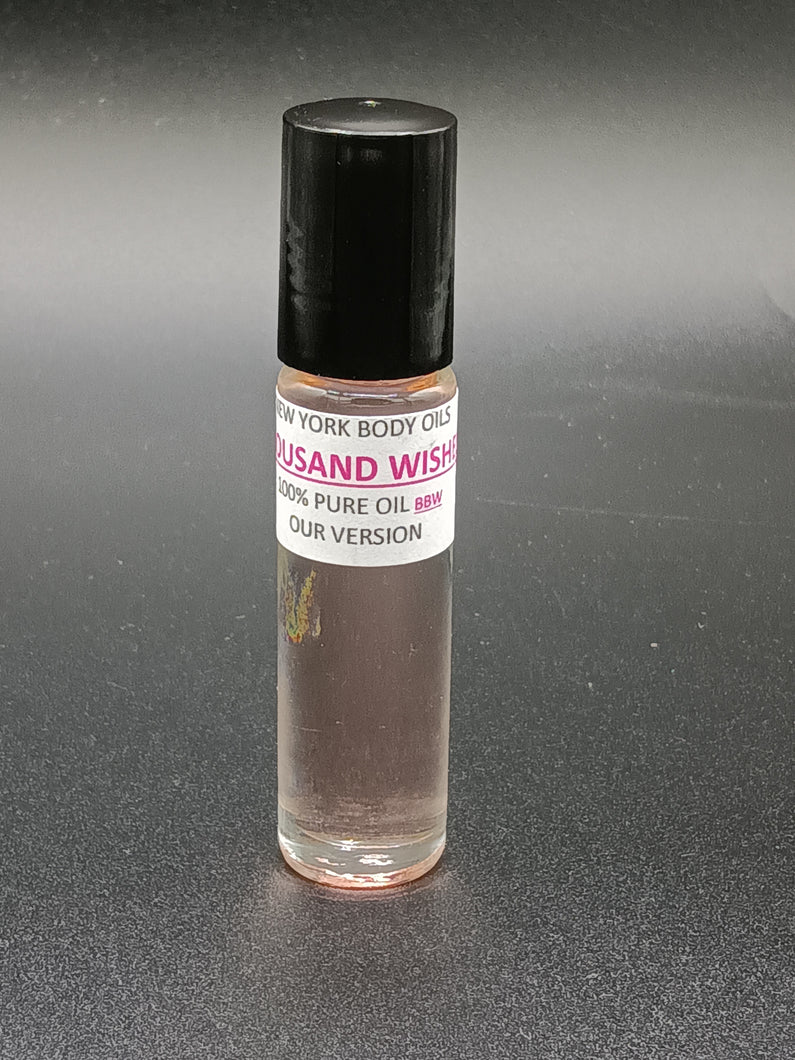 NEW YORK BODY OILS
OUSAND WISHE
100% PURE OIL BBW
OUR VERSION